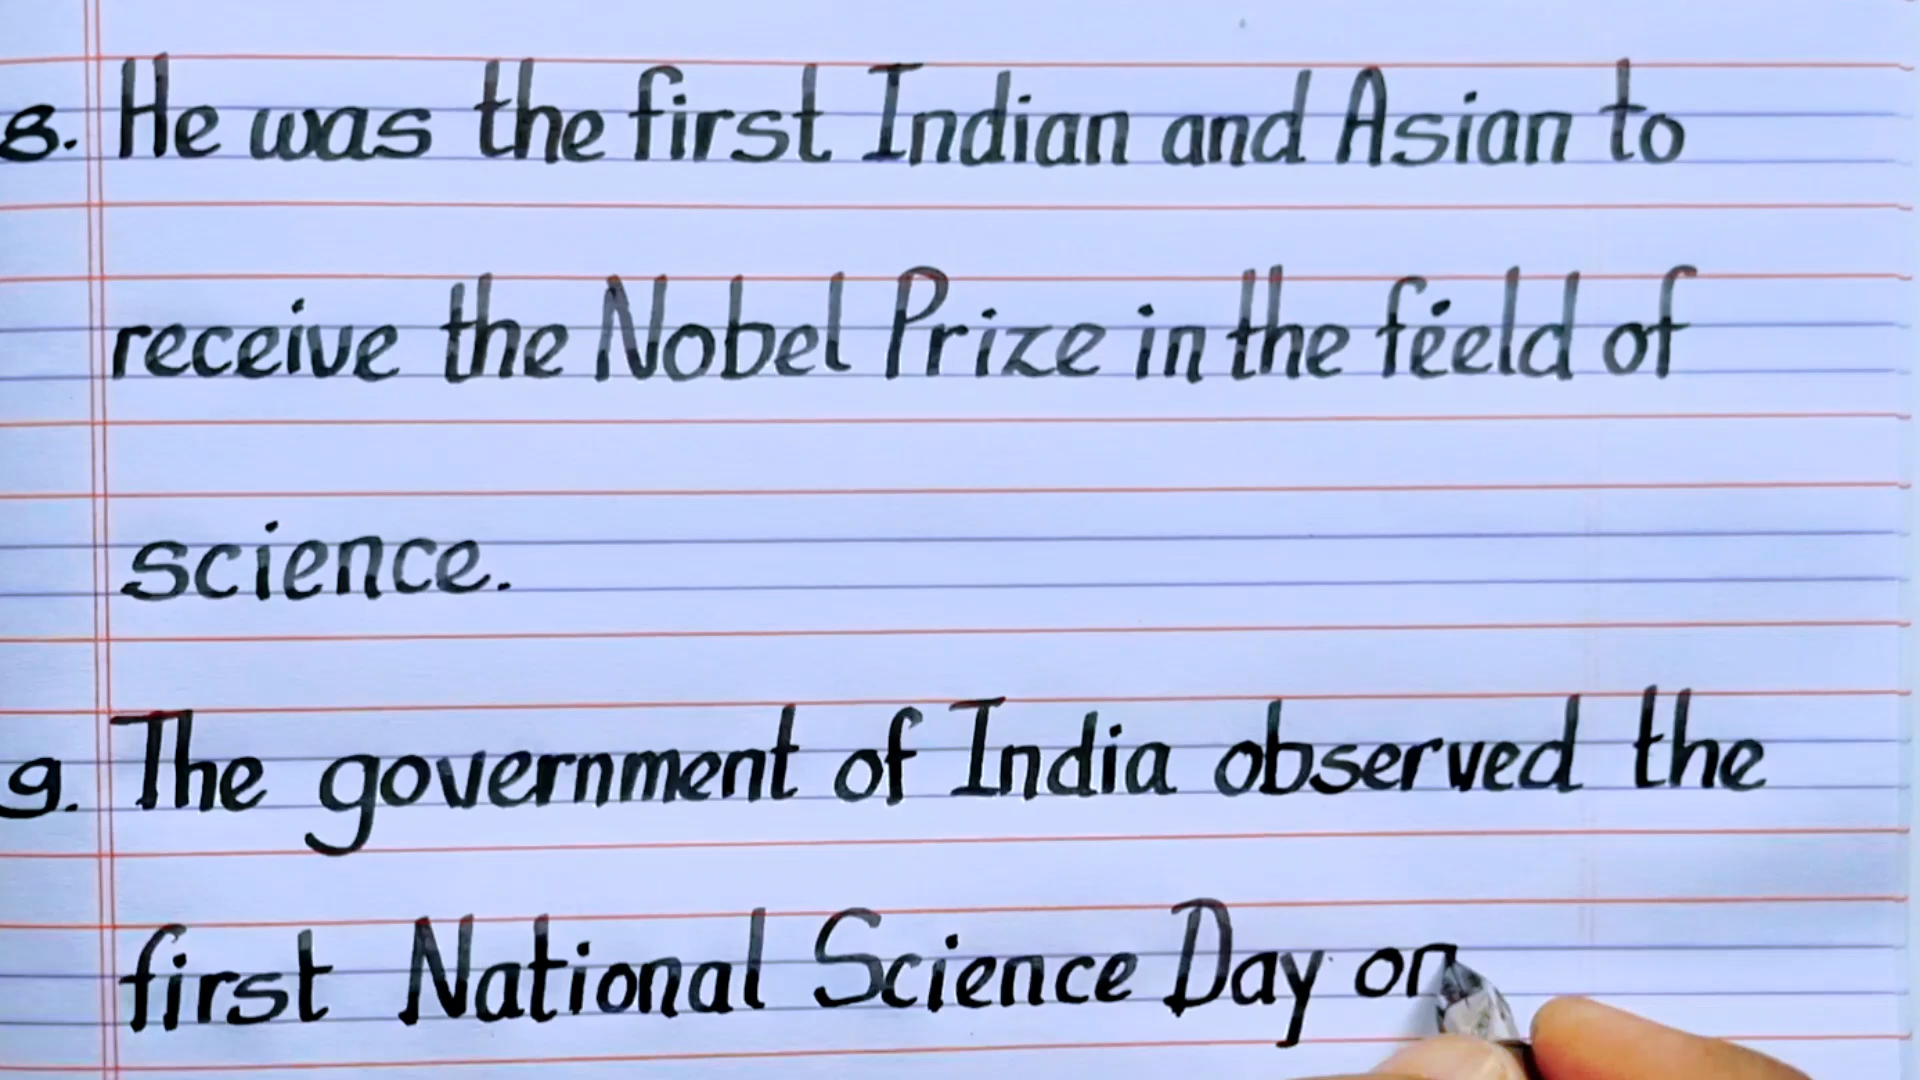 8. He was the first Indian and Asian to
receive the Nobel Prize in the féeld of
science.
9. The government of India observed the
first National Science Day on